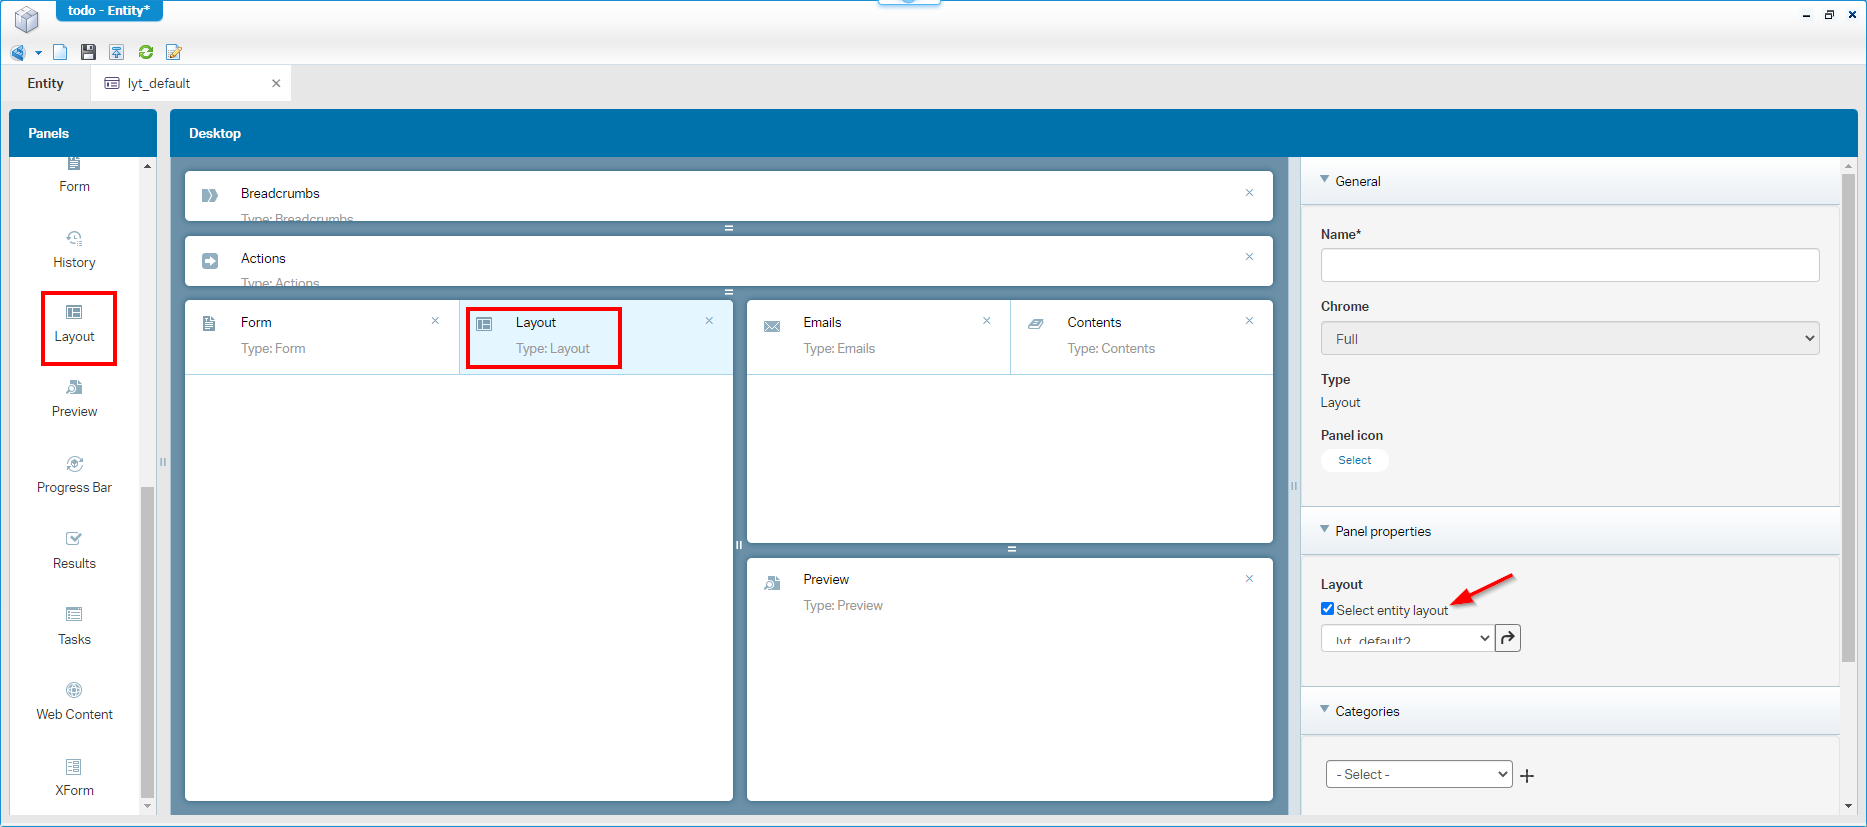 todo - Entity*
Entity
lyt_default
Panels
Desktop
Form
History
Layout
Preview
Progress Bar
Results
Tasks
Web Content
XForm
Breadcrumbs
Type: Breadcrumbs
Actions
Type: Actions
Form
Type: Form
Layout
Type: Layout
Emails
Type: Emails
Contents
Type: Contents
Preview
Type: Preview
General
Name*
Chrome
Full
Type
Layout
Panel icon
Select
Panel properties
Layout
Select entity layout
lyt_default2
Categories
- Select -